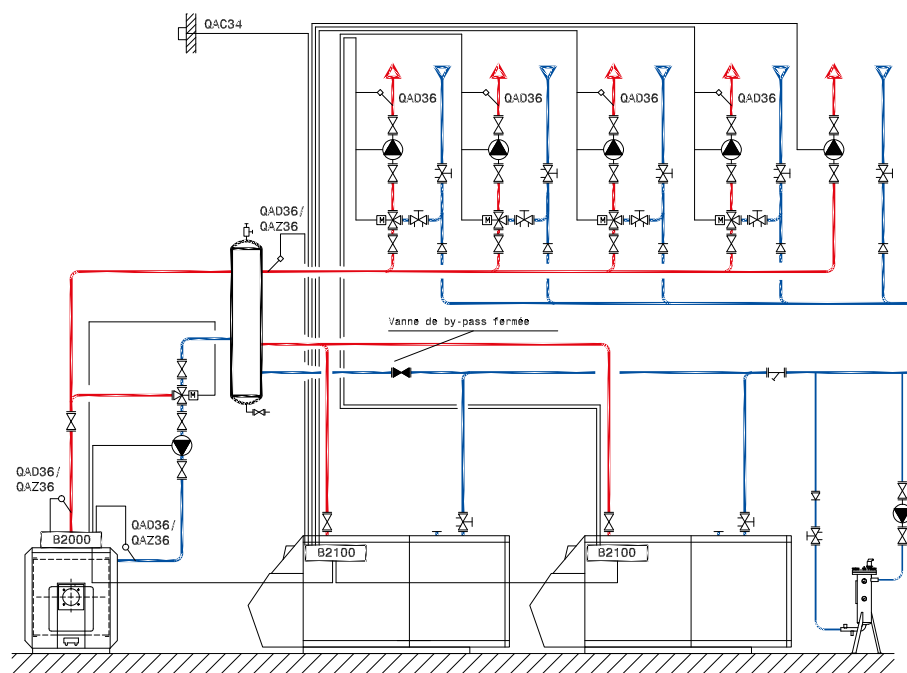 QAC34
QAD36
QAD36
QAD36
QAD36
M
M
M
M
QAD36/
QAZ36
Vanne de by-pass fermée
M
QAD36/
QAZ36
QAD36/
QAZ36
B2000
B2100
B2100